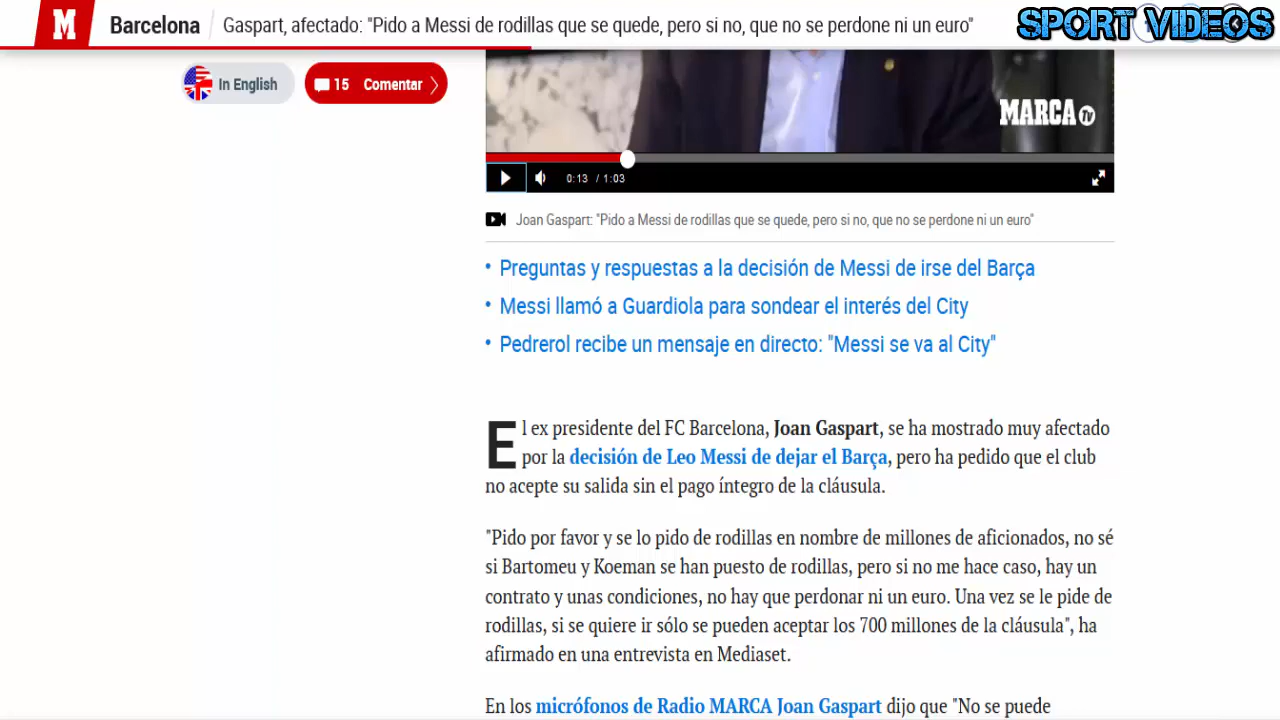 M
Barcelona
Gaspart, afectado: "Pido a Messi de rodillas que se quede, pero si no, que no se perdone ni un euro"
SPORT VIDEOS
In English
15 Comentar
MARCA TV
0:13 / 1:03
Joan Gaspart: "Pido a Messi de rodillas que se quede, pero si no, que no se perdone ni un euro"
• Preguntas y respuestas a la decisión de Messi de irse del Barça
• Messi llamó a Guardiola para sondear el interés del City
• Pedrerol recibe un mensaje en directo: "Messi se va al City"
El ex presidente del FC Barcelona, Joan Gaspart, se ha mostrado muy afectado
por la decisión de Leo Messi de dejar el Barça, pero ha pedido que el club
no acepte su salida sin el pago íntegro de la cláusula.
"Pido por favor y se lo pido de rodillas en nombre de millones de aficionados, no sé
si Bartomeu y Koeman se han puesto de rodillas, pero si no me hace caso, hay un
contrato y unas condiciones, no hay que perdonar ni un euro. Una vez se le pide de
rodillas, si se quiere ir sólo se pueden aceptar los 700 millones de la cláusula", ha
afirmado en una entrevista en Mediaset.
En los micrófonos de Radio MARCA Joan Gaspart dijo que "No se puede